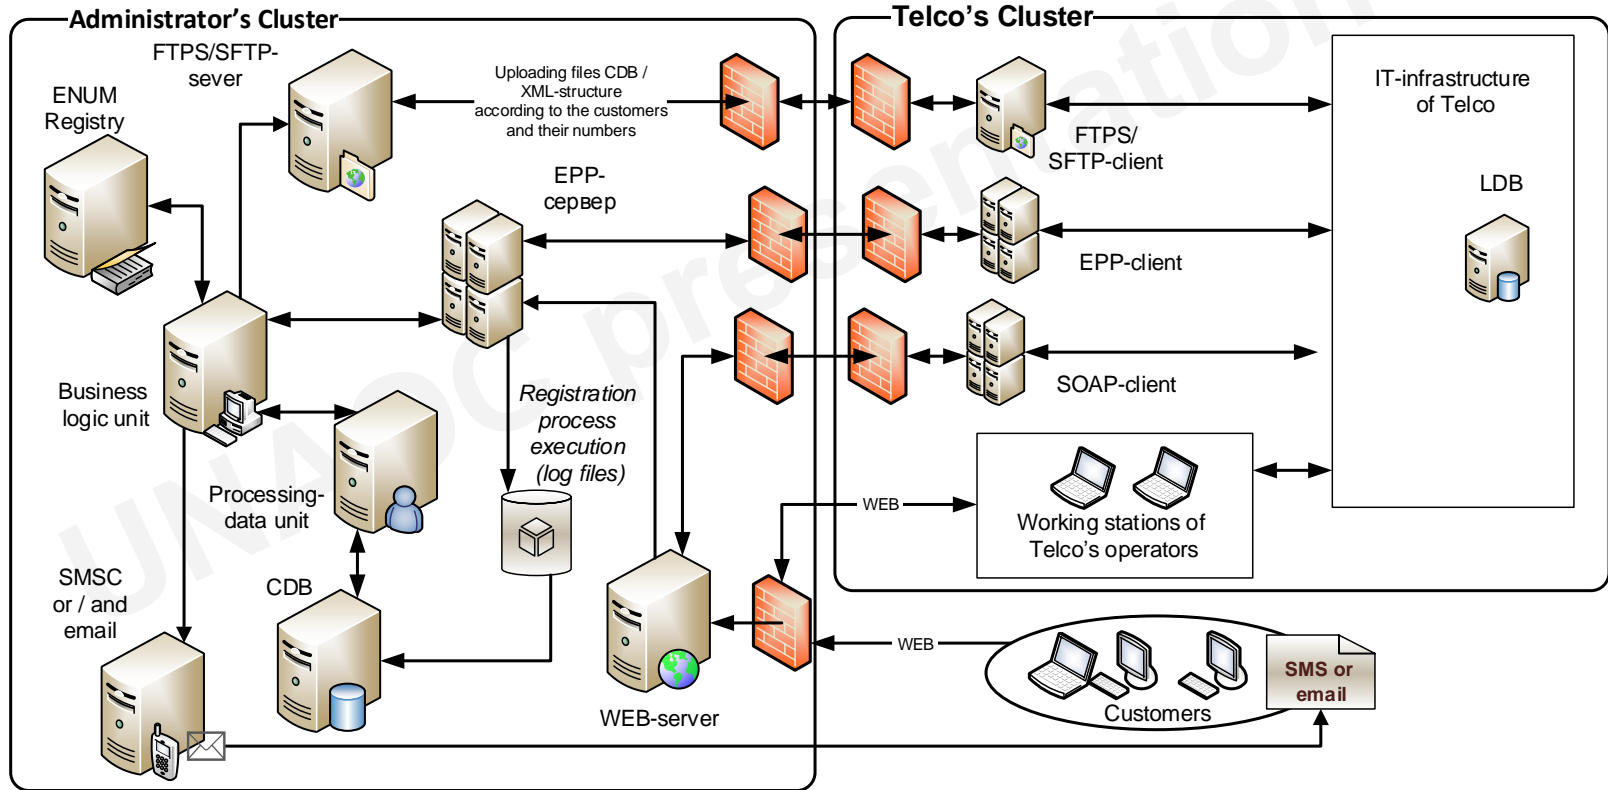 Administrator's Cluster
Telco's Cluster
FTPS/SFTP-
sever
Uploading files CDB /
XML-structure
according to the customers
and their numbers
IT-infrastructure
of Telco
ENUM
Registry
FTPS/
SFTP-client
EPP-
сервер
LDB
EPP-client
Business
logic unit
SOAP-client
Registration
process
execution
(log files)
Processing-
data unit
WEB
Working stations of
Telco's operators
SMSC
or / and
email
CDB
WEB
SMS or
email
WEB-server
Customers
UNAOC presentation